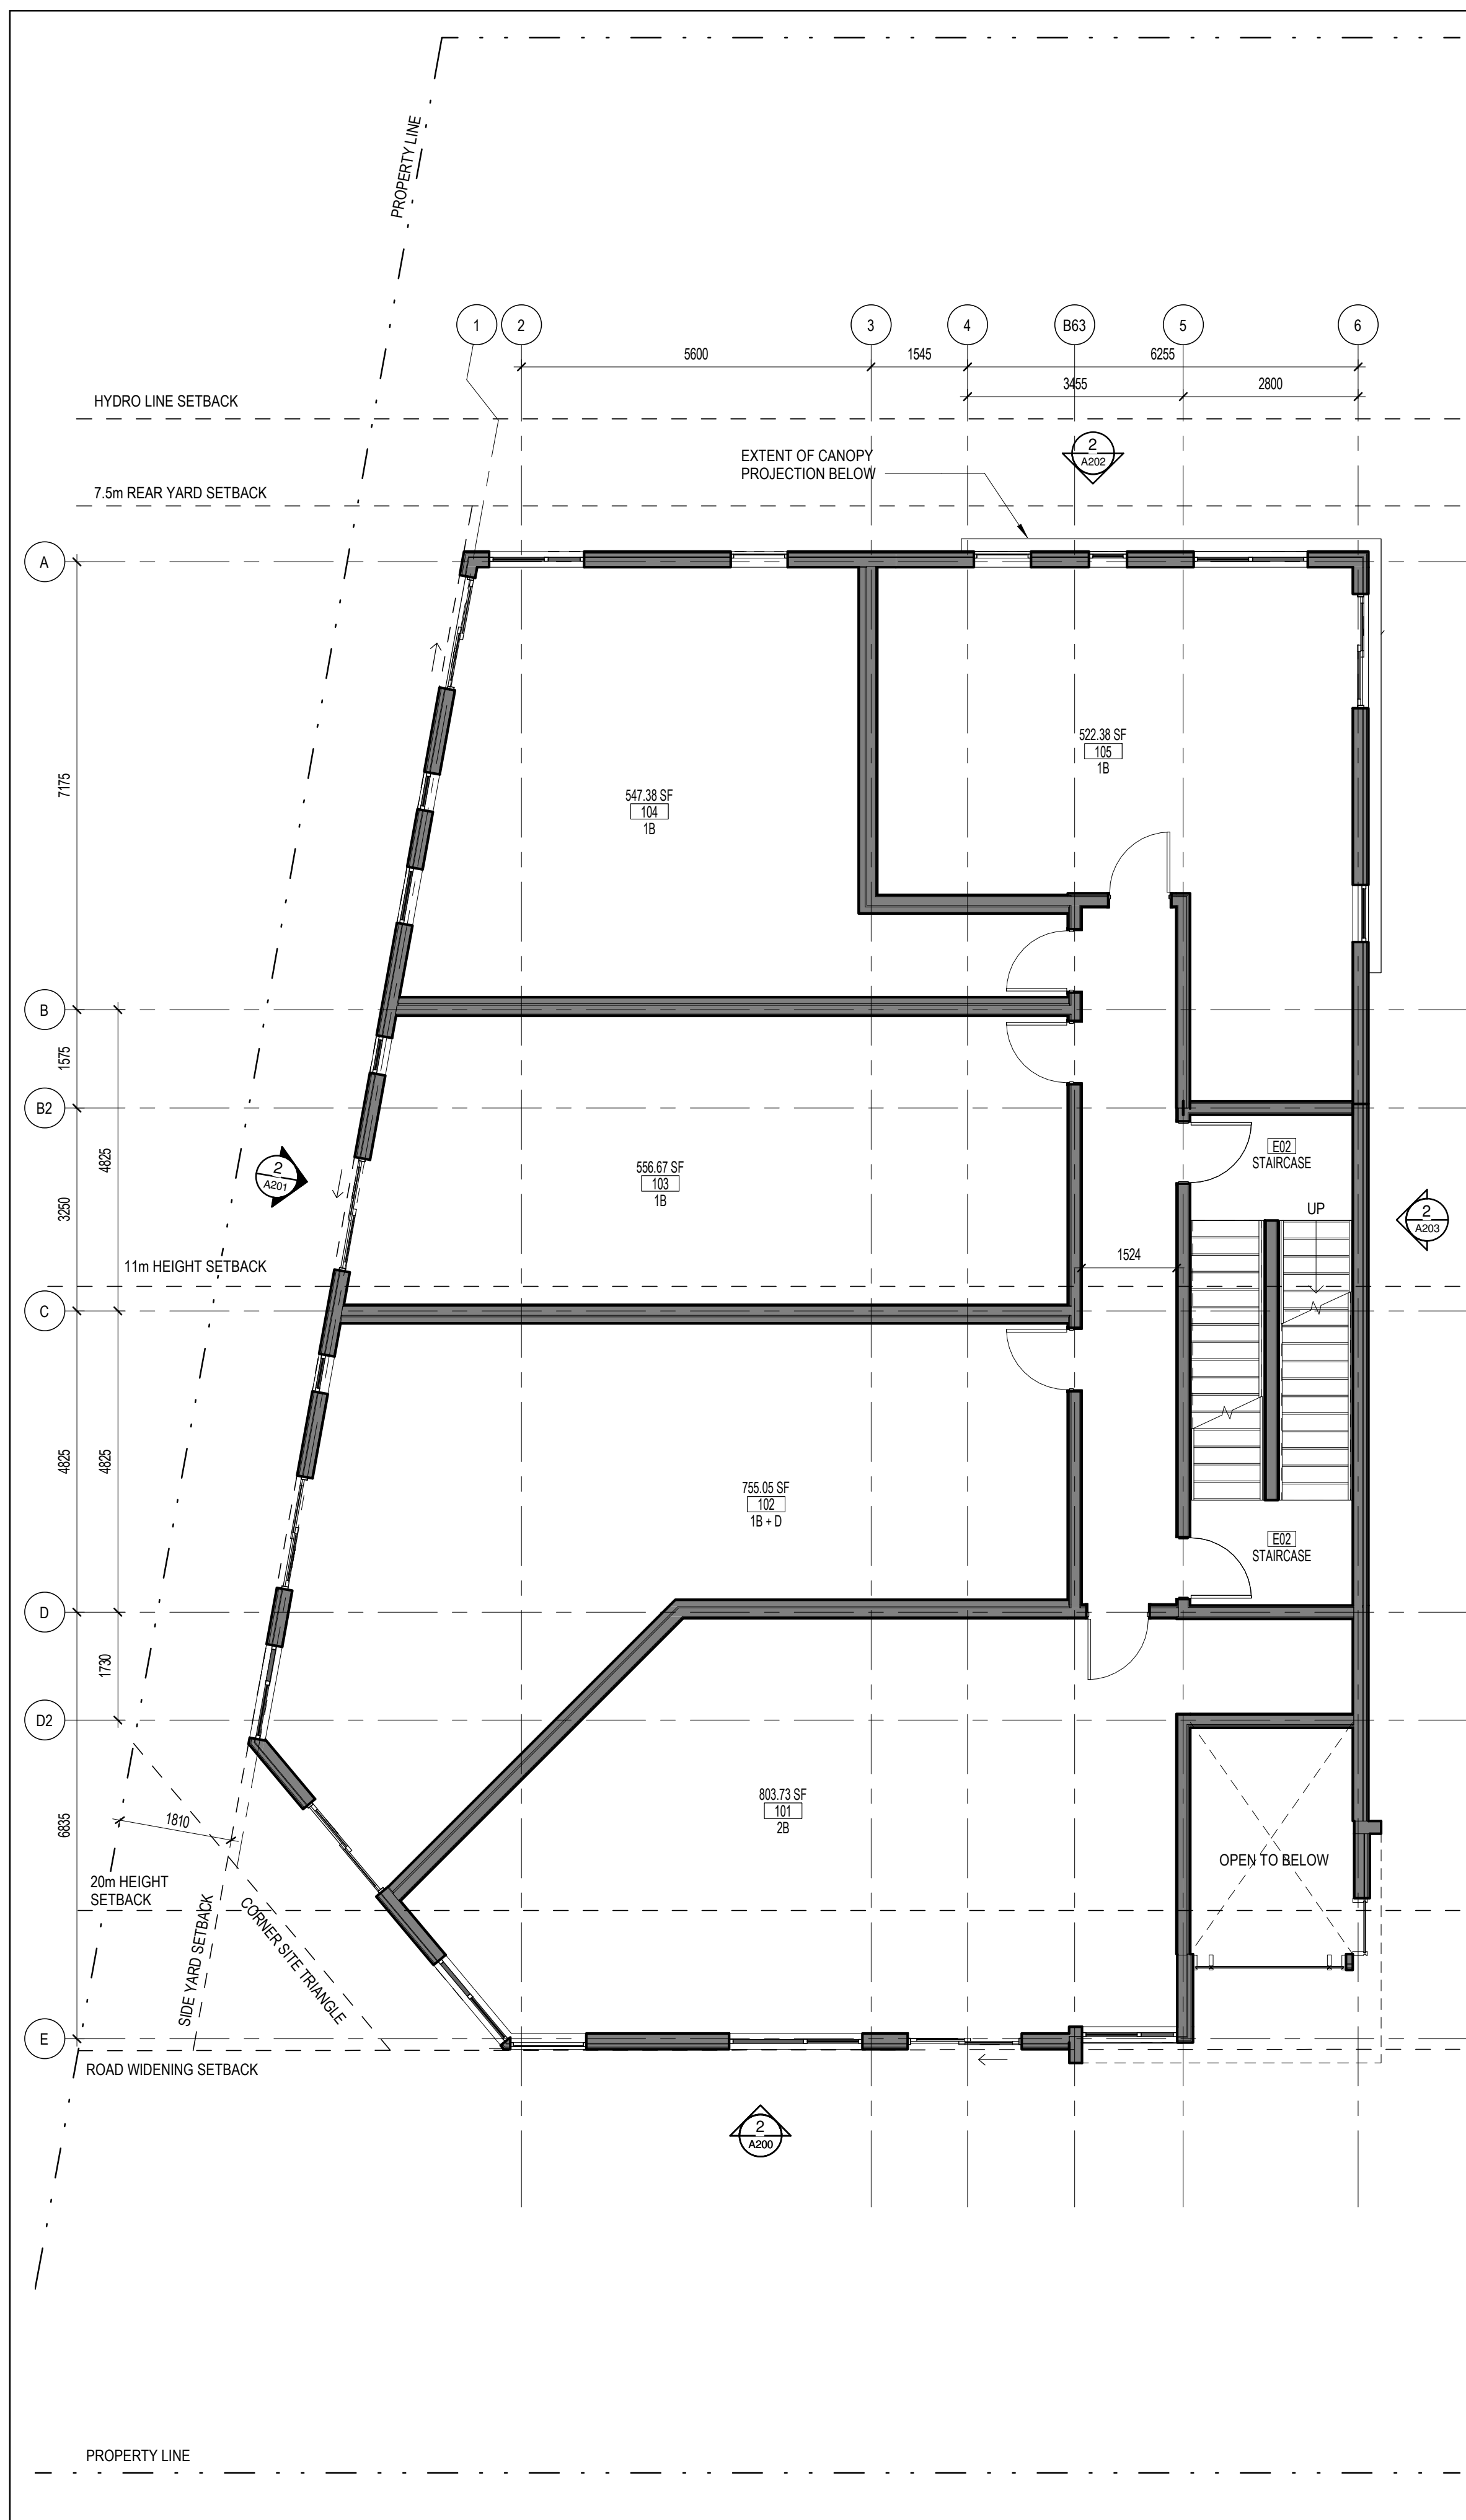 PROPERTY LINE
1
2
3
4
B63
5
6
5600
1545
6255
3455
2800
HYDRO LINE SETBACK
EXTENT OF CANOPY
PROJECTION BELOW
2
A202
7.5m REAR YARD SETBACK
A
7175
522.38 SF
105
1B
547.38 SF
104
1B
B
1575
B2
4825
3250
2
A201
556.67 SF
103
1B
E02
STAIRCASE
UP
2
A203
11m HEIGHT SETBACK
1524
C
4825
4825
755.05 SF
102
1B + D
E02
STAIRCASE
D
1730
D2
6835
1810
803.73 SF
101
2B
OPEN TO BELOW
20m HEIGHT
SETBACK
SIDE YARD SETBACK
CORNER SITE TRIANGLE
E
ROAD WIDENING SETBACK
2
A200
PROPERTY LINE